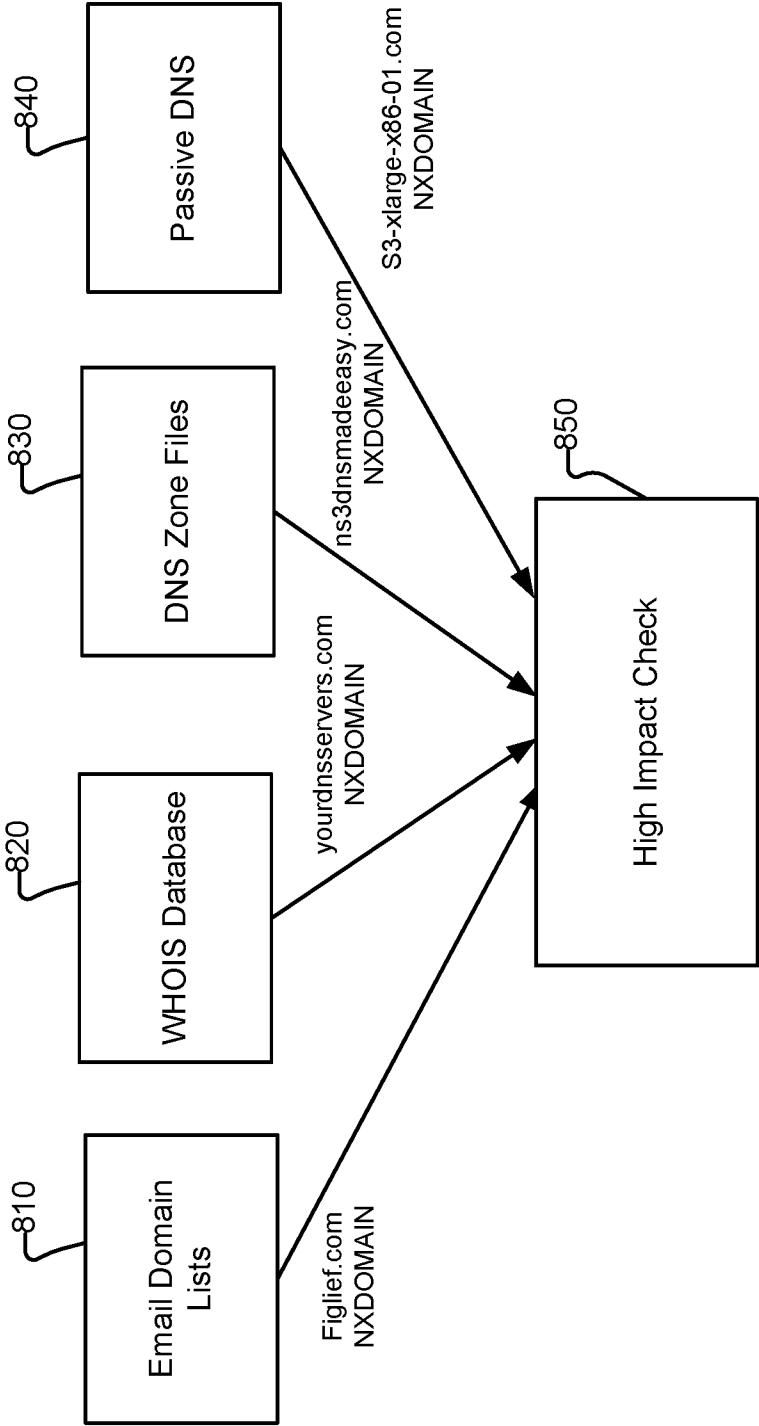 810
Email Domain
Lists
820
WHOIS Database
830
DNS Zone Files
840
Passive DNS
Figlief.com
NXDOMAIN
yourdnsservers.com
NXDOMAIN
ns3dnsmadeeasy.com
NXDOMAIN
S3-xlarge-x86-01.com
NXDOMAIN
850
High Impact Check